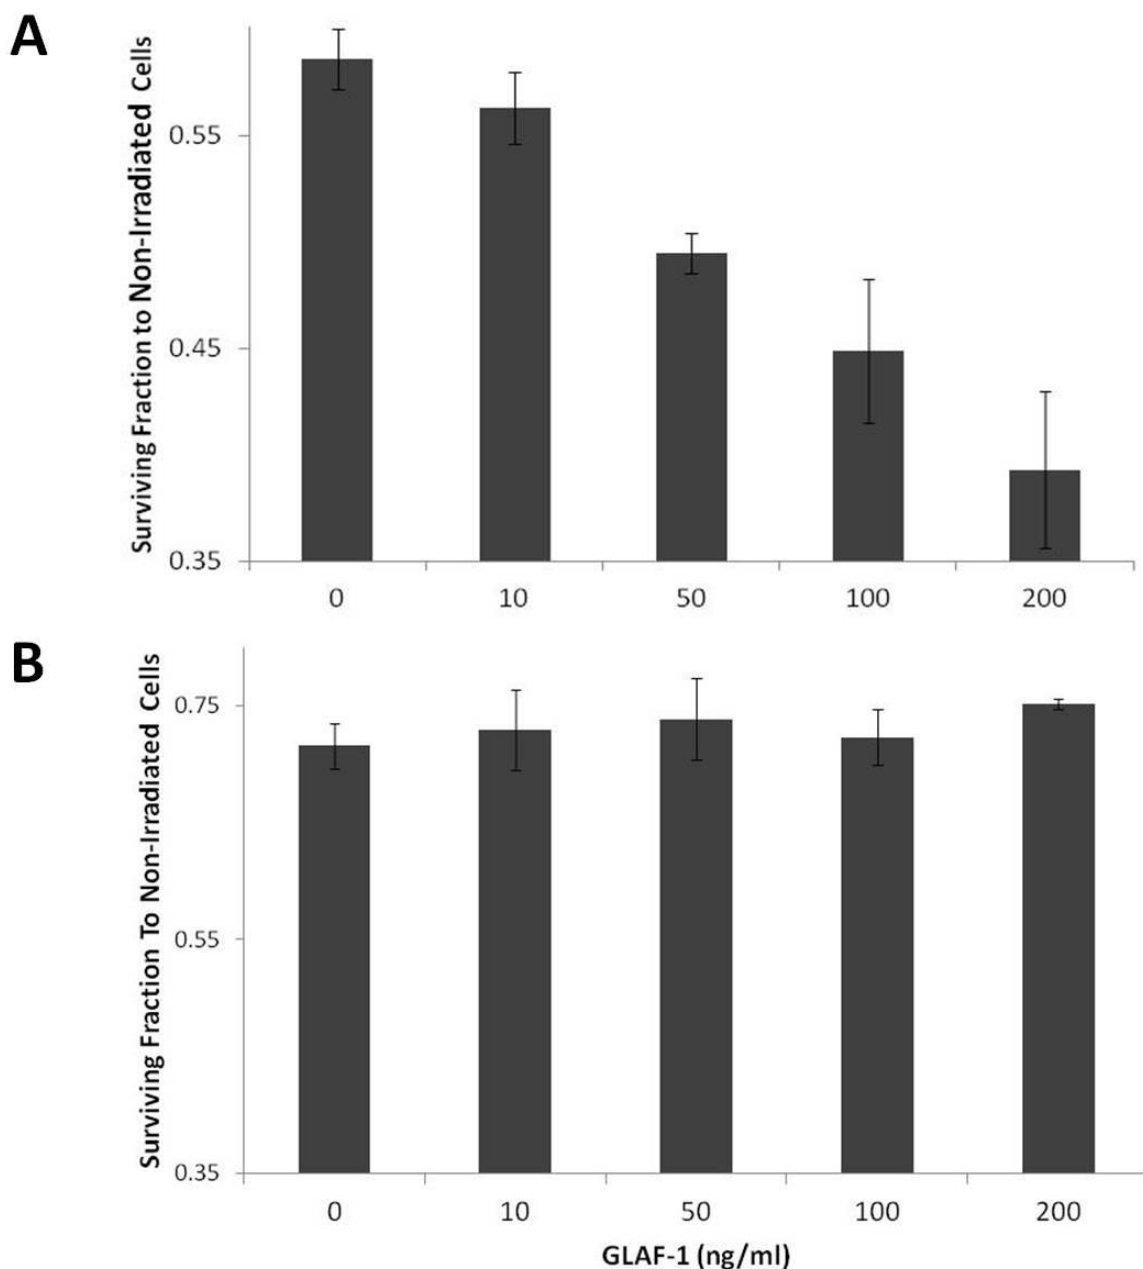 A
Surviving Fraction to Non-Irradiated Cells
0.55
0.45
0.35
0 10 50 100 200
B
Surviving Fraction To Non-Irradiated Cells
0.75
0.55
0.35
0 10 50 100 200
GLAF-1 (ng/ml)